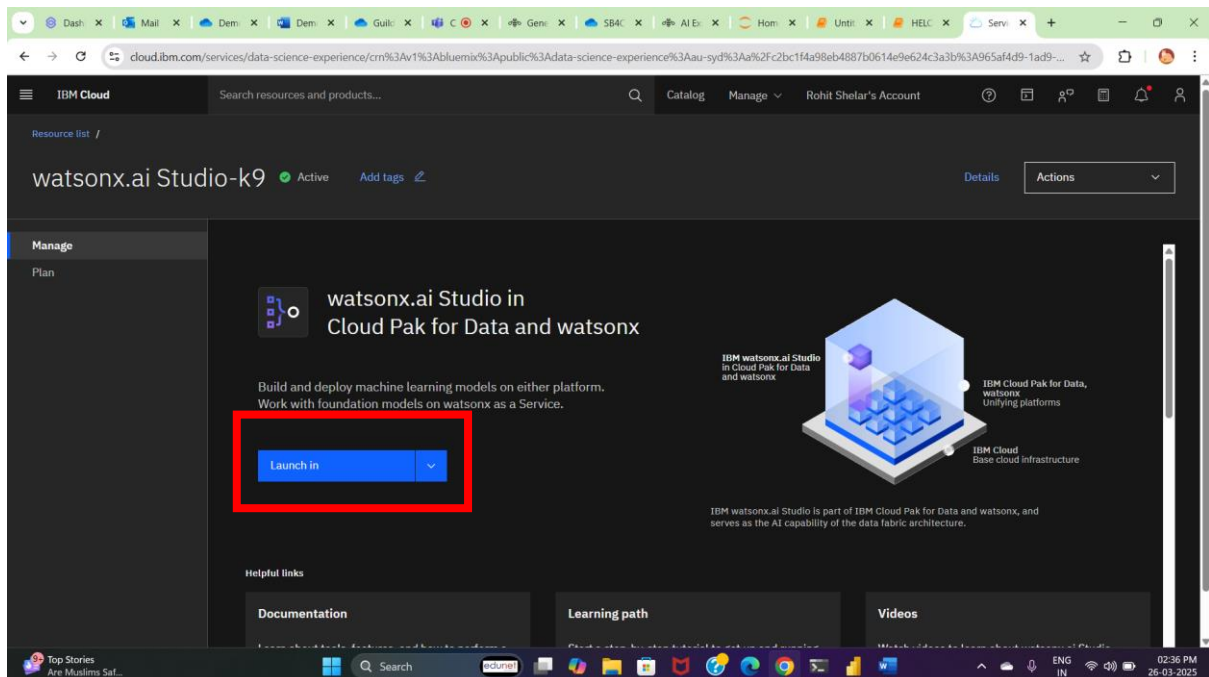 Dash
Mail
Dem
Dem
Guil
C
Gene
SB4C
AI Ex
Hom
Untit
HELC
Servi
cloud.ibm.com/services/data-science-experience/crn%3Av1%3Abluemix%3Apublic%3Adata-science-experience%3Aau-syd%3Aa%2Fc2bc1f4a98eb4887b0614e9e624c3a3b%3A965af4d9-1ad9-...
IBM Cloud
Search resources and products...
Catalog
Manage
Rohit Shelar's Account
Resource list /
watsonx.ai Studio-k9
Active
Add tags
Details
Actions
Manage
Plan
watsonx.ai Studio in
Cloud Pak for Data and watsonx
Build and deploy machine learning models on either platform.
Work with foundation models on watsonx as a Service.
Launch in
IBM watsonx.ai Studio
in Cloud Pak for Data
and watsonx
IBM Cloud Pak for Data,
watsonx
Unifying platforms
IBM Cloud
Base cloud infrastructure
IBM watsonx.ai Studio is part of IBM Cloud Pak for Data and watsonx, and
serves as the AI capability of the data fabric architecture.
Helpful links
Documentation
Learning path
Videos
9+
Top Stories
Are Muslims Saf...
Search
edunet
ENG
IN
02:36 PM
26-03-2025